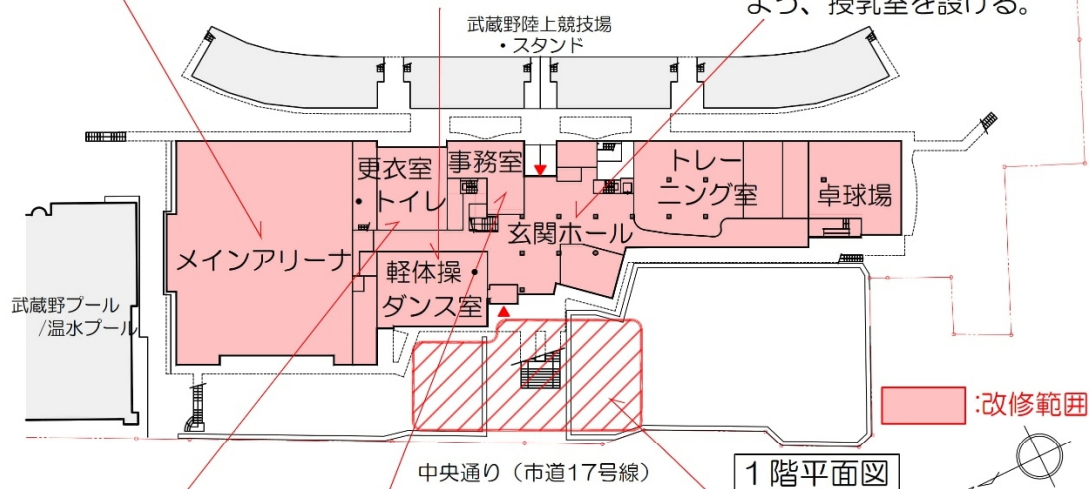 よう、授乳室を設ける。
武蔵野陸上競技場
・スタンド
更衣室
トイレ
事務室
トレー
ニング室
卓球場
玄関ホール
メインアリーナ
軽体操
ダンス室
武蔵野プール
/温水プール
:改修範囲
中央通り（市道17号線）
1階平面図